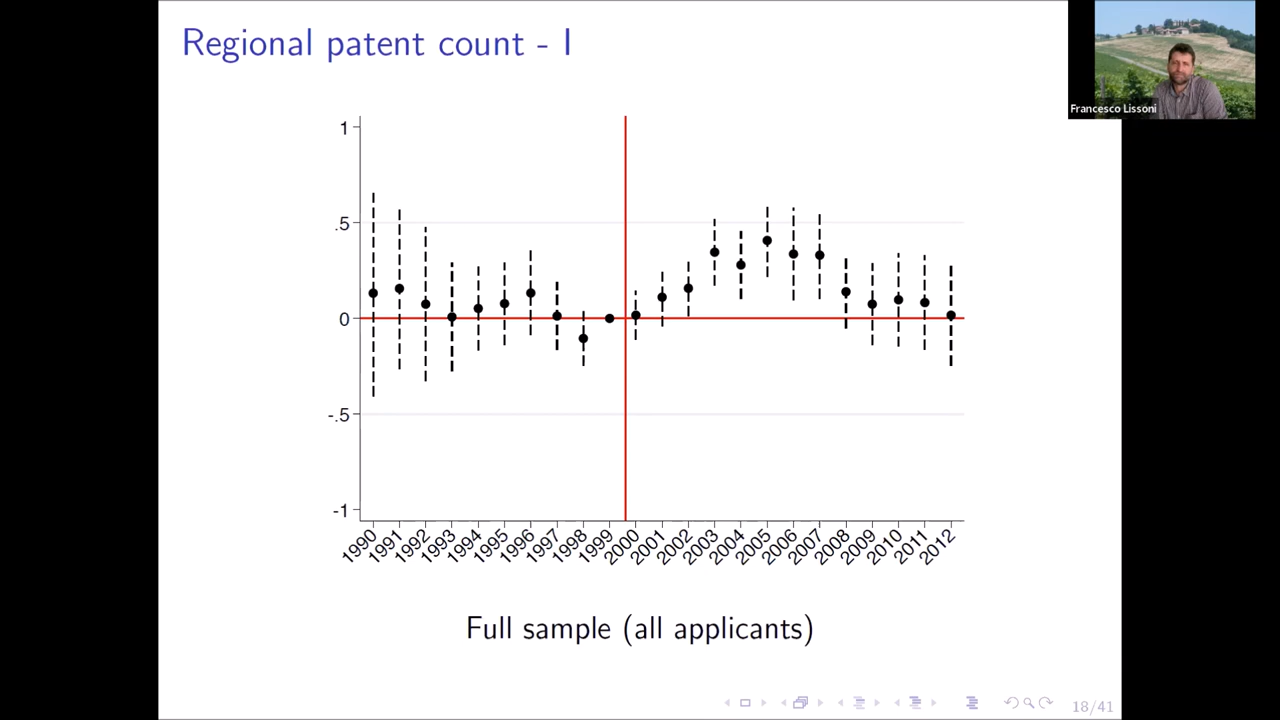 Regional patent count - I
Francesco Lissoni
1
.5
0
-.5
-1
1990 1991 1992 1993 1994 1995 1996 1997 1998 1999 2000 2001 2002 2003 2004 2005 2006 2007 2008 2009 2010 2011 2012
Full sample (all applicants)
18/41